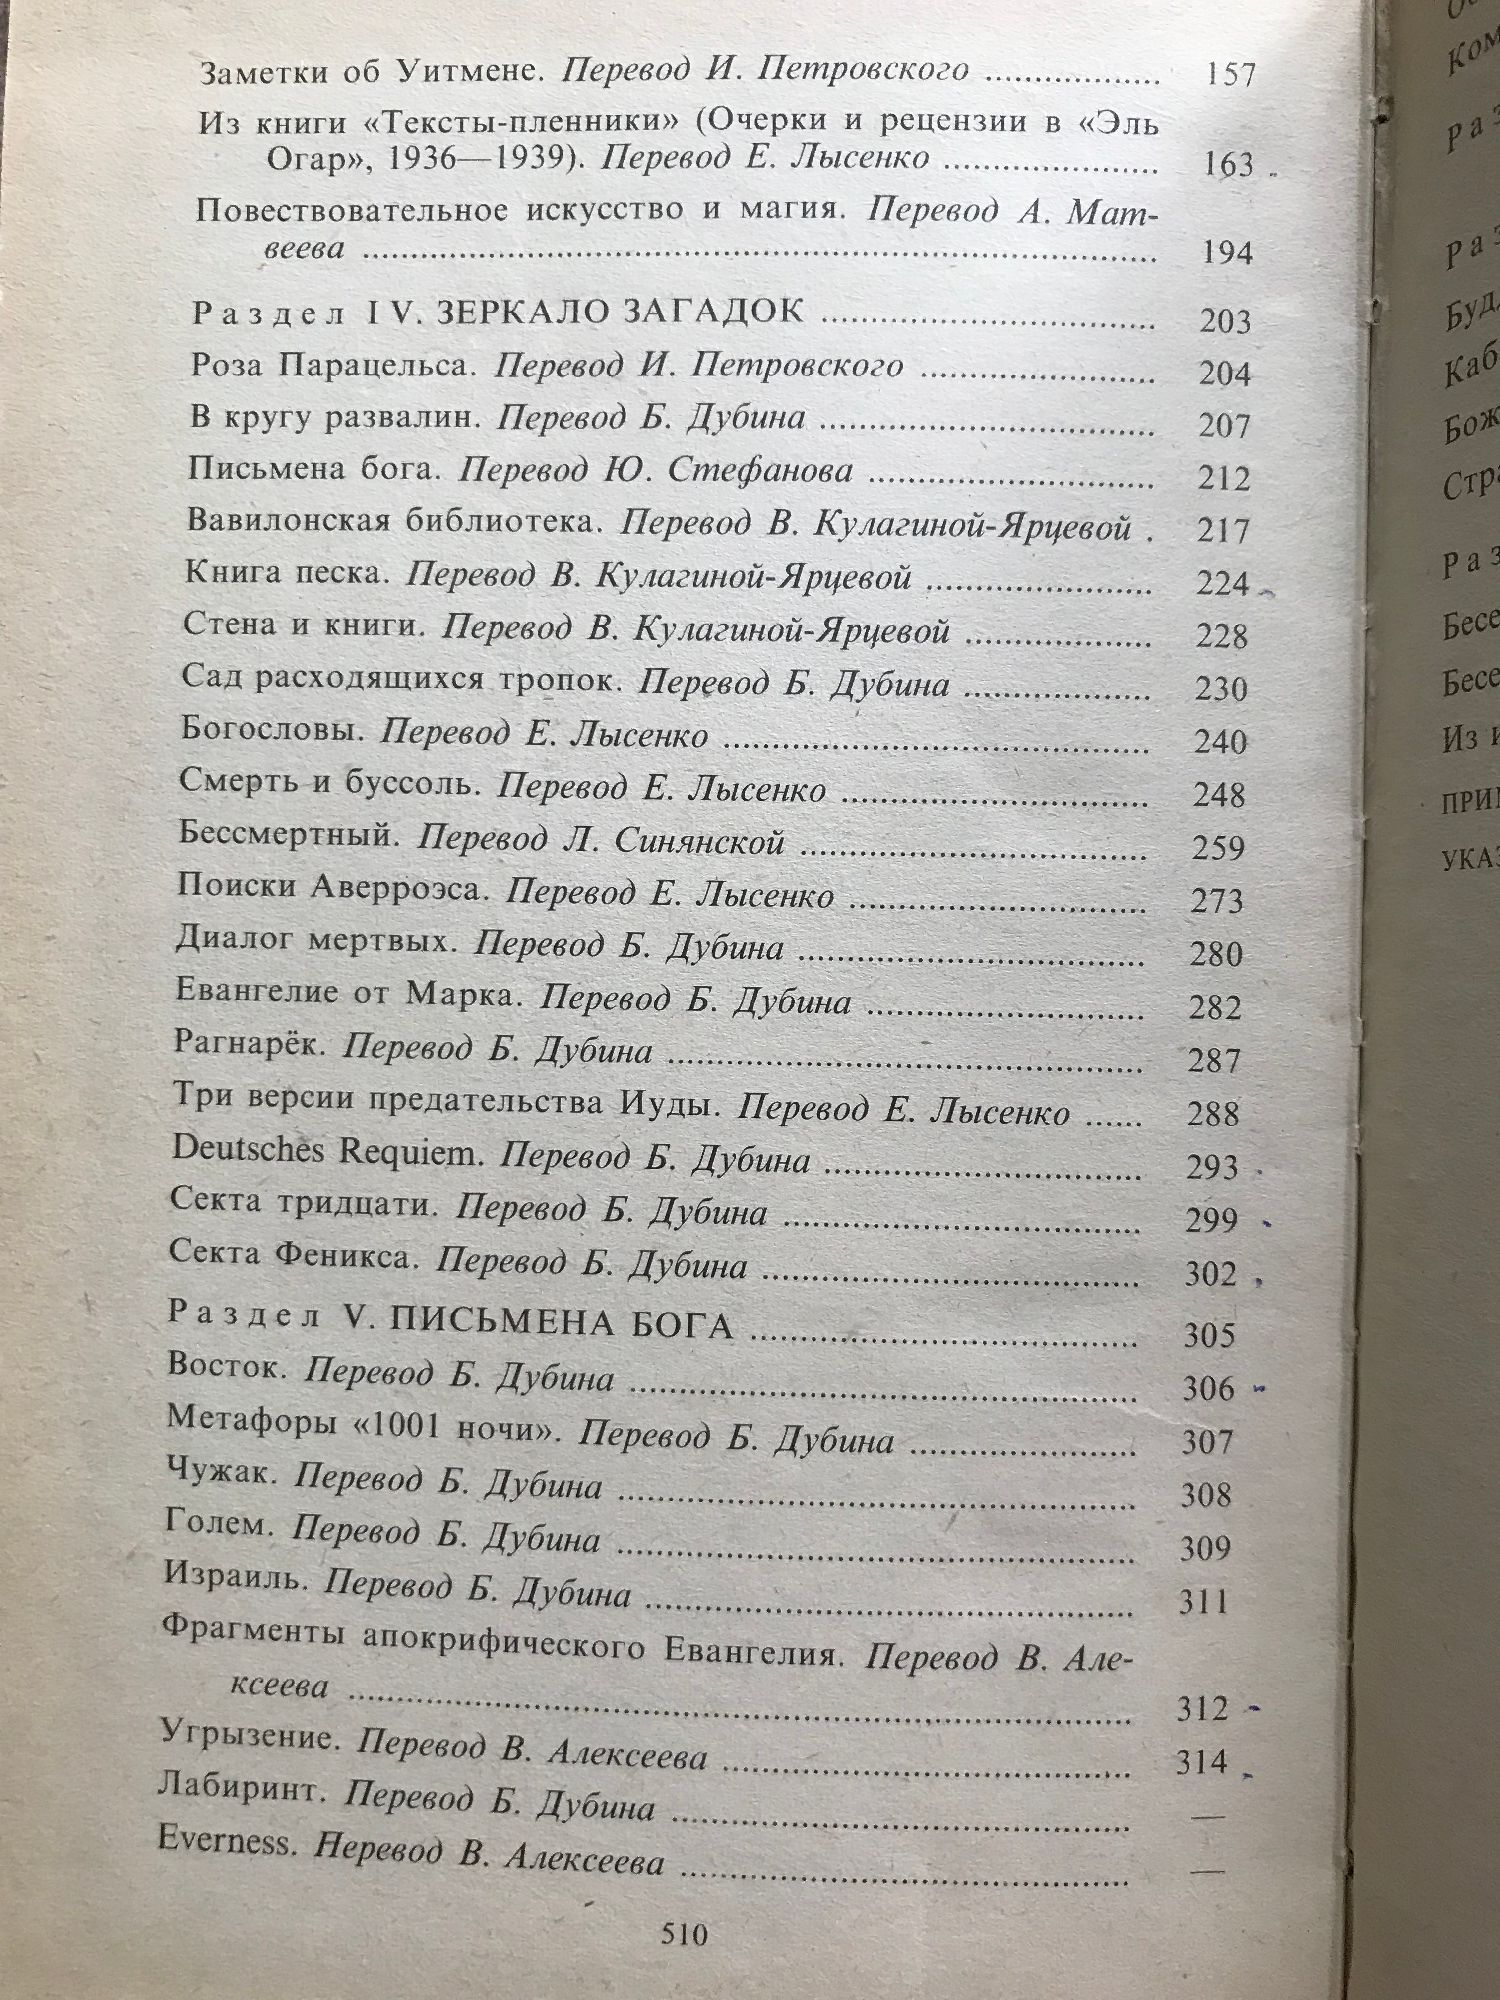 Заметки об Уитмене. Перевод И. Петровского .................. 157
Из книги «Тексты-пленники» (Очерки и рецензии в «Эль
Огар», 1936—1939). Перевод Е. Лысенко ...................... 163
Повествовательное искусство и магия. Перевод А. Мат-
веева ................................................................ 194
Раздел IV. ЗЕРКАЛО ЗАГАДОК .................................. 203
Роза Парацельса. Перевод И. Петровского ........................ 204
В кругу развалин. Перевод Б. Дубина .................................. 207
Письмена бога. Перевод Ю. Стефанова .............................. 212
Вавилонская библиотека. Перевод В. Кулагиной-Ярцевой . 217
Книга песка. Перевод В. Кулагиной-Ярцевой ....................... 224
Стена и книги. Перевод В. Кулагиной-Ярцевой ................... 228
Сад расходящихся тропок. Перевод Б. Дубина ................... 230
Богословы. Перевод Е. Лысенко ........................................... 240
Смерть и буссоль. Перевод Е. Лысенко ............................... 248
Бессмертный. Перевод Л. Синянской ................................... 259
Поиски Аверроэса. Перевод Е. Лысенко .............................. 273
Диалог мертвых. Перевод Б. Дубина ................................... 280
Евангелие от Марка. Перевод Б. Дубина ............................ 282
Рагнарёк. Перевод Б. Дубина ................................................ 287
Три версии предательства Иуды. Перевод Е. Лысенко ...... 288
Deutsches Requiem. Перевод Б. Дубина ................................ 293
Секта тридцати. Перевод Б. Дубина .................................... 299
Секта Феникса. Перевод Б. Дубина ...................................... 302
Раздел V. ПИСЬМЕНА БОГА ....................................... 305
Восток. Перевод Б. Дубина ................................................... 306
Метафоры «1001 ночи». Перевод Б. Дубина ....................... 307
Чужак. Перевод Б. Дубина .................................................... 308
Голем. Перевод Б. Дубина .................................................... 309
Израиль. Перевод Б. Дубина ................................................. 311
Фрагменты апокрифического Евангелия. Перевод В. Але-
ксеева ................................................................ 312
Угрызение. Перевод В. Алексеева ......................................... 314
Лабиринт. Перевод Б. Дубина .............................................. —
Everness. Перевод В. Алексеева ............................................. —
510
Раз
Раз
ПРИМ
УКАЗ